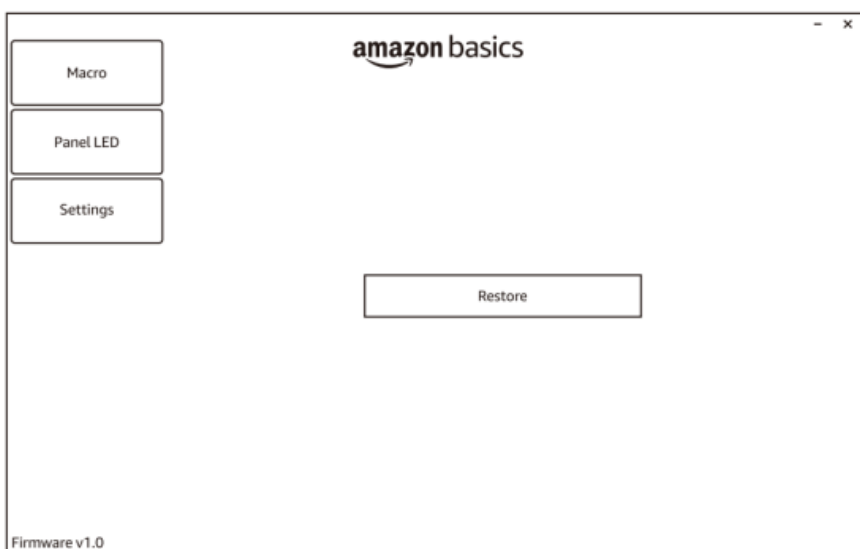 amazon basics
Macro
Panel LED
Settings
Restore
Firmware v1.0